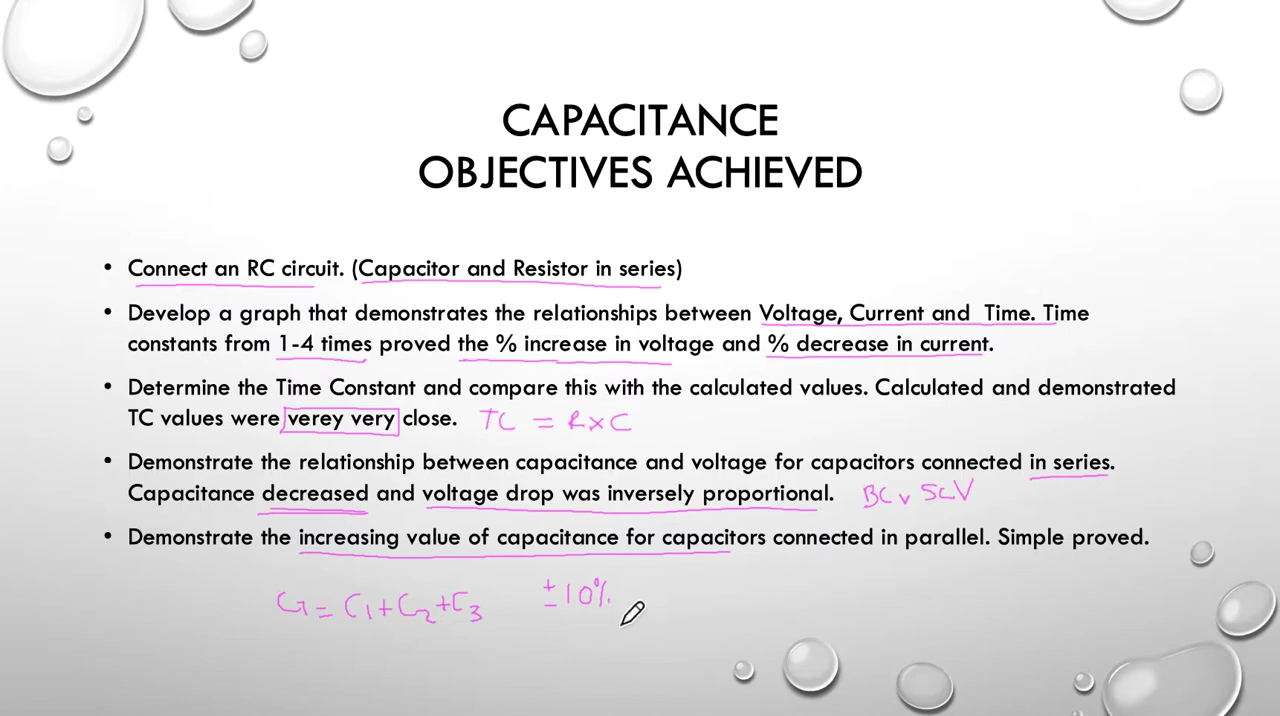 CAPACITANCE
OBJECTIVES ACHIEVED
• Connect an RC circuit. (Capacitor and Resistor in series)
• Develop a graph that demonstrates the relationships between Voltage, Current and Time. Time
constants from 1-4 times proved the % increase in voltage and % decrease in current.
• Determine the Time Constant and compare this with the calculated values. Calculated and demonstrated
TC values were verey very close. TC = R×C
• Demonstrate the relationship between capacitance and voltage for capacitors connected in series.
Capacitance decreased and voltage drop was inversely proportional. BCv SCV
• Demonstrate the increasing value of capacitance for capacitors connected in parallel. Simple proved.
CT = C1+C2+C3 ±10%